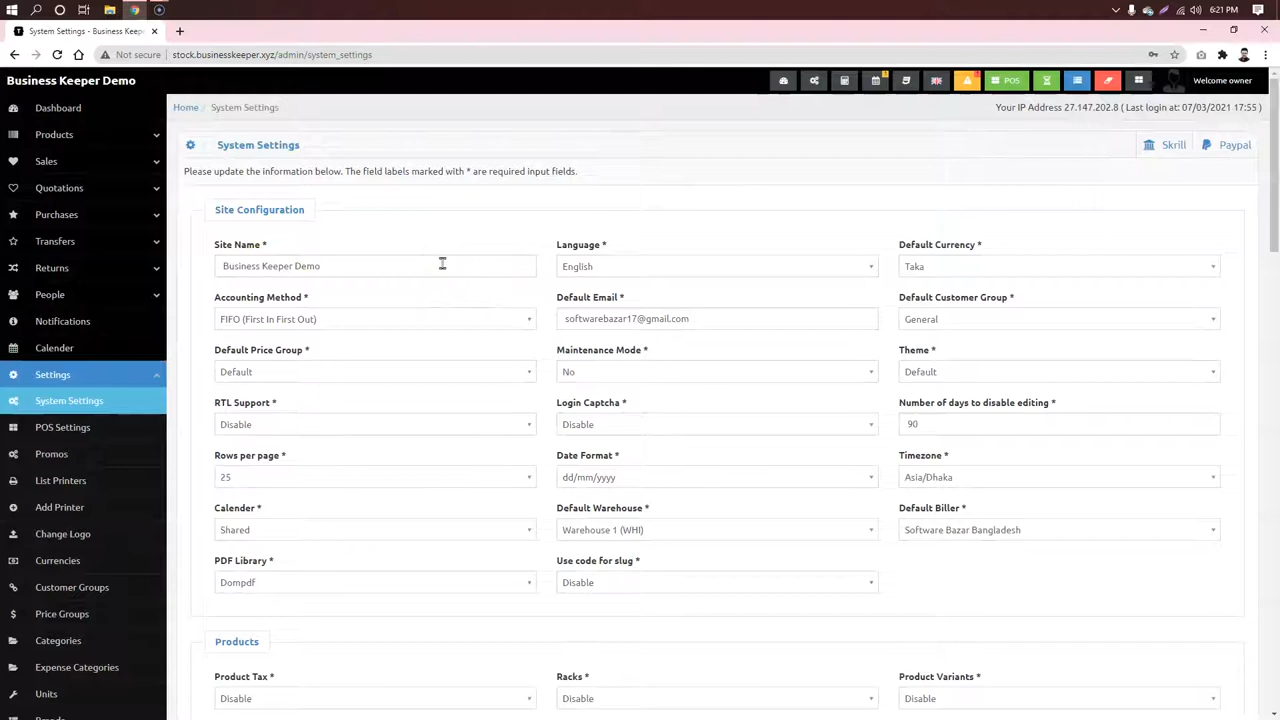 6:21 PM
System Settings - Business Keep
Not secure stock.businesskeeper.xyz/admin/system_settings
Business Keeper Demo
POS
Welcome owner
Home / System Settings
Your IP Address 27.147.202.8 ( Last login at: 07/03/2021 17:55 )
Dashboard
Products
Sales
Quotations
Purchases
Transfers
Returns
People
Notifications
Calender
Settings
System Settings
POS Settings
Promos
List Printers
Add Printer
Change Logo
Currencies
Customer Groups
Price Groups
Categories
Expense Categories
Units
System Settings
Skrill
Paypal
Please update the information below. The field labels marked with * are required input fields.
Site Configuration
Site Name * Language * Default Currency *
Business Keeper Demo English Taka
Accounting Method * Default Email * Default Customer Group *
FIFO (First In First Out) softwarebazar17@gmail.com General
Default Price Group * Maintenance Mode * Theme *
Default No Default
RTL Support * Login Captcha * Number of days to disable editing *
Disable Disable 90
Rows per page * Date Format * Timezone *
25 dd/mm/yyyy Asia/Dhaka
Calender * Default Warehouse * Default Biller *
Shared Warehouse 1 (WHI) Software Bazar Bangladesh
PDF Library * Use code for slug *
Dompdf Disable
Products
Product Tax * Racks * Product Variants *
Disable Disable Disable